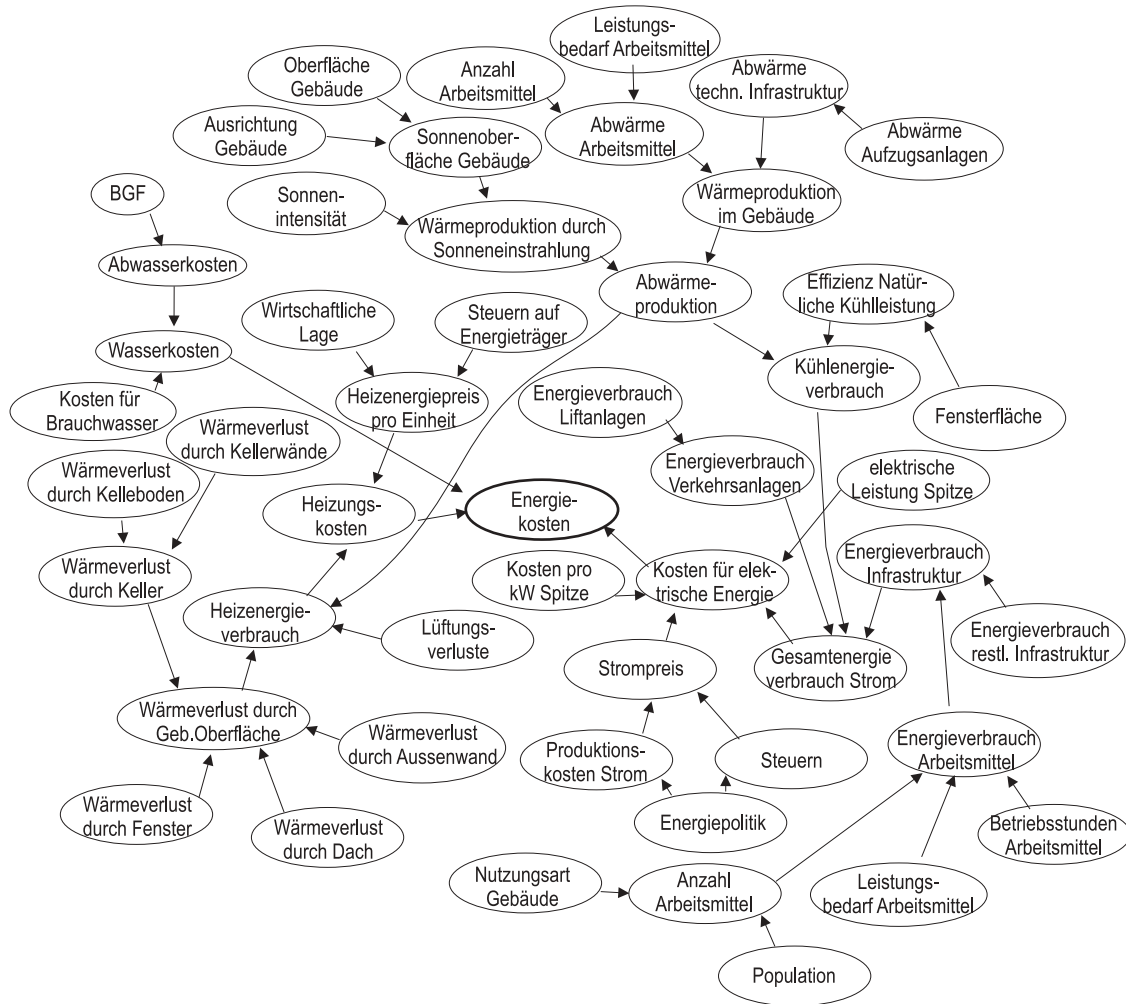 Leistungs-
bedarf Arbeitsmittel
Oberfläche
Gebäude
Anzahl
Arbeitsmittel
Abwärme
techn. Infrastruktur
Ausrichtung
Gebäude
Sonnenober-
fläche Gebäude
Abwärme
Arbeitsmittel
Abwärme
Aufzugsanlagen
BGF
Sonnen-
intensität
Wärmeproduktion durch
Sonneneinstrahlung
Wärmeproduktion
im Gebäude
Abwasserkosten
Abwärme-
produktion
Effizienz Natür-
rliche Kühlleistung
Wirtschaftliche
Lage
Steuern auf
Energieträger
Wasserkosten
Kühlenergie-
verbrauch
Kosten für
Brauchwasser
Heizenergiepreis
pro Einheit
Energieverbrauch
Liftanlagen
Fensterfläche
Wärmeverlust
durch Kellerwände
Wärmeverlust
durch Kelleboden
Energieverbrauch
Verkehrsanlagen
elektrische
Leistung Spitze
Heizungs-
kosten
Energie-
kosten
Wärmeverlust
durch Keller
Kosten pro
kW Spitze
Kosten für elek-
trische Energie
Energieverbrauch
Infrastruktur
Heizenergie-
verbrauch
Lüftungs-
verluste
Energieverbrauch
restl. Infrastruktur
Strompreis
Gesamtenergie
verbrauch Strom
Wärmeverlust durch
Geb.Oberfläche
Wärmeverlust
durch Aussenwand
Produktions-
kosten Strom
Steuern
Energieverbrauch
Arbeitsmittel
Wärmeverlust
durch Fenster
Wärmeverlust
durch Dach
Energiepolitik
Betriebsstunden
Arbeitsmittel
Nutzungsart
Gebäude
Anzahl
Arbeitsmittel
Leistungs-
bedarf Arbeitsmittel
Population